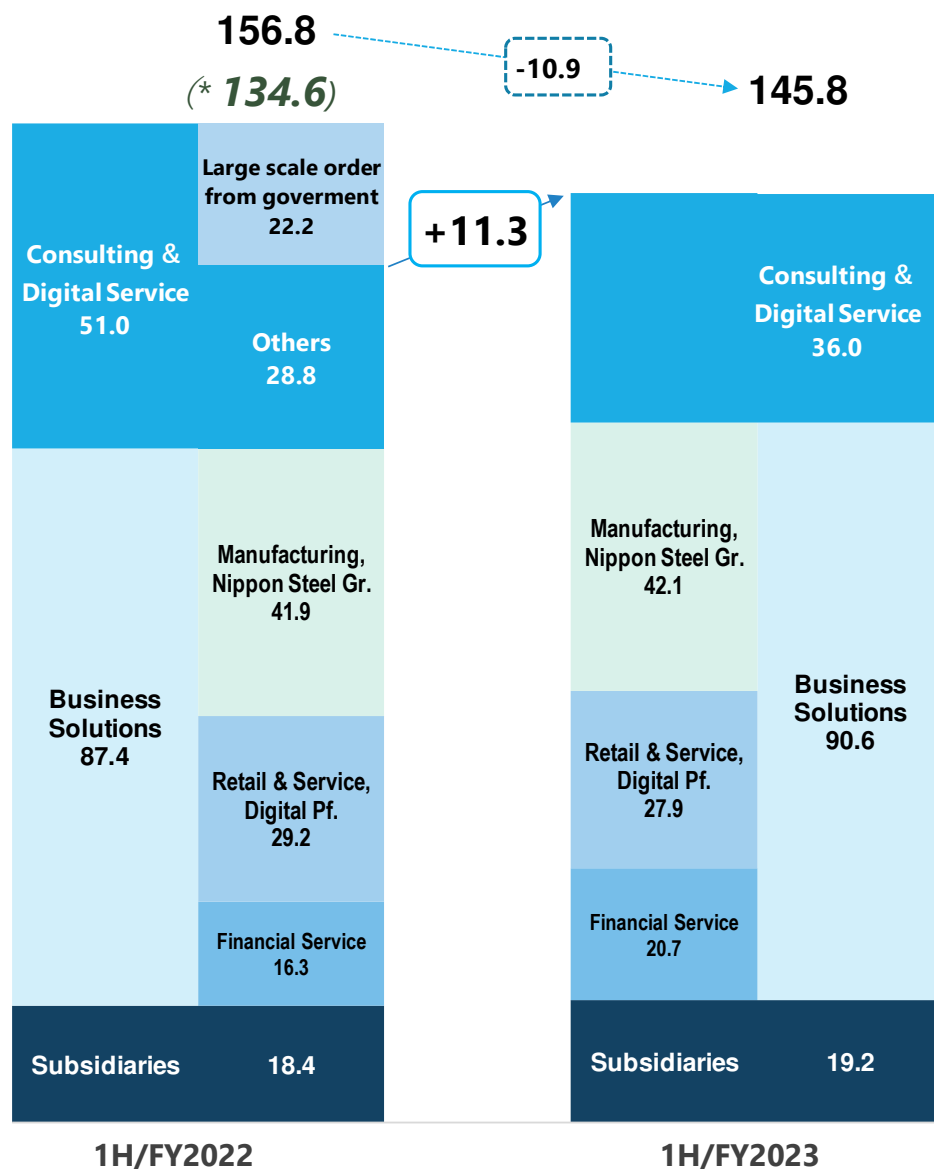 156.8
(* 134.6)
-10.9
145.8
Large scale order
from goverment
22.2
+11.3
Consulting &
Digital Service
51.0
Others
28.8
Consulting &
Digital Service
36.0
Manufacturing,
Nippon Steel Gr.
41.9
Manufacturing,
Nippon Steel Gr.
42.1
Business
Solutions
87.4
Retail & Service,
Digital Pf.
29.2
Retail & Service,
Digital Pf.
27.9
Business
Solutions
90.6
Financial Service
16.3
Financial Service
20.7
Subsidiaries
18.4
Subsidiaries
19.2
1H/FY2022
1H/FY2023